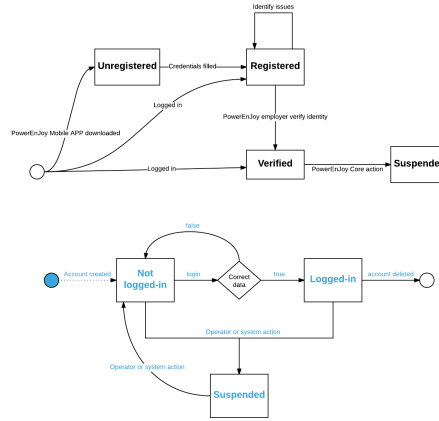 Identify issues
Unregistered
Credentials filled
Registered
Logged in
PowerEnJoy employer verify identity
PowerEnJoy Mobile APP downloaded
Logged in
Verified
PowerEnJoy Core action
Suspende
false
Account created
Not
logged-in
login
Correct
data
true
Logged-in
account deleted
Operator or system action
Operator or system action
Suspended